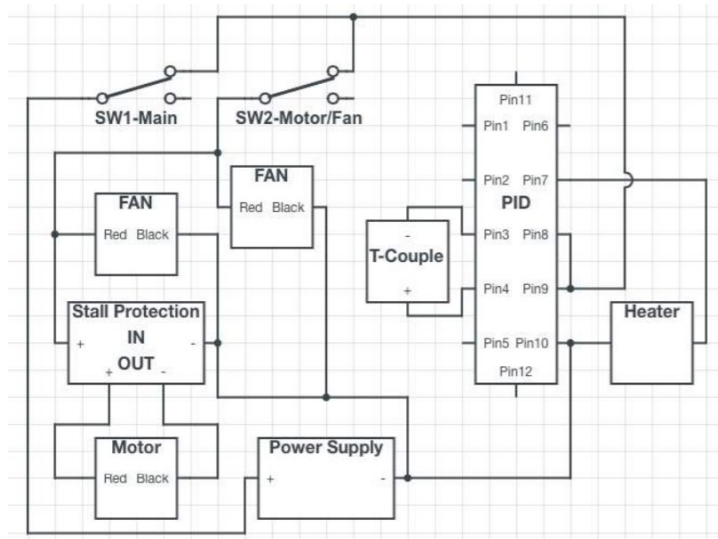 SW1-Main
SW2-Motor/Fan
Pin11
Pin1 Pin6
FAN
Pin2 Pin7
FAN
PID
Red Black
Red Black
-
Pin3 Pin8
T-Couple
+
Pin4 Pin9
Stall Protection
Heater
IN
+ -
Pin5 Pin10
OUT
+ -
Pin12
Motor
Power Supply
Red Black
+ -